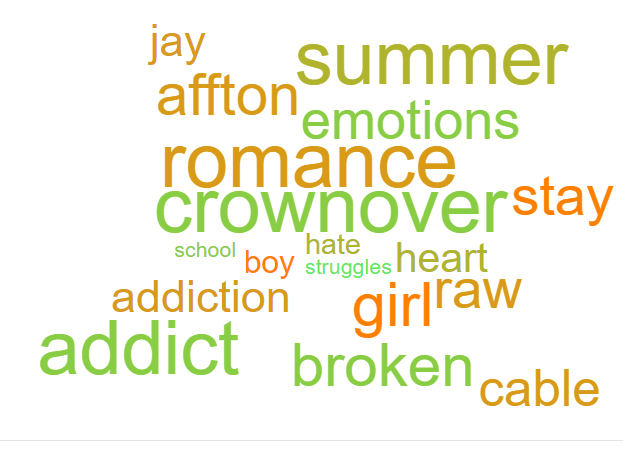 jay
summer
affton
emotions
romance
crownover
stay
school
boy
hate
struggles
heart
addiction
girl
raw
addict
broken
cable